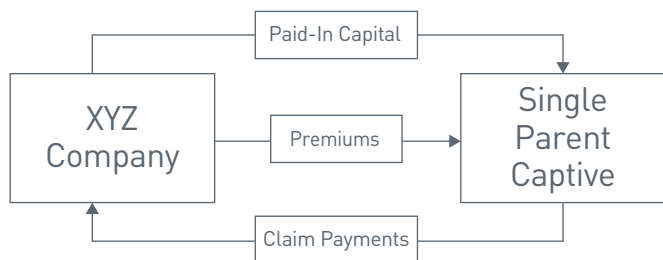 Paid-In Capital
XYZ
Company
Premiums
Single
Parent
Captive
Claim Payments